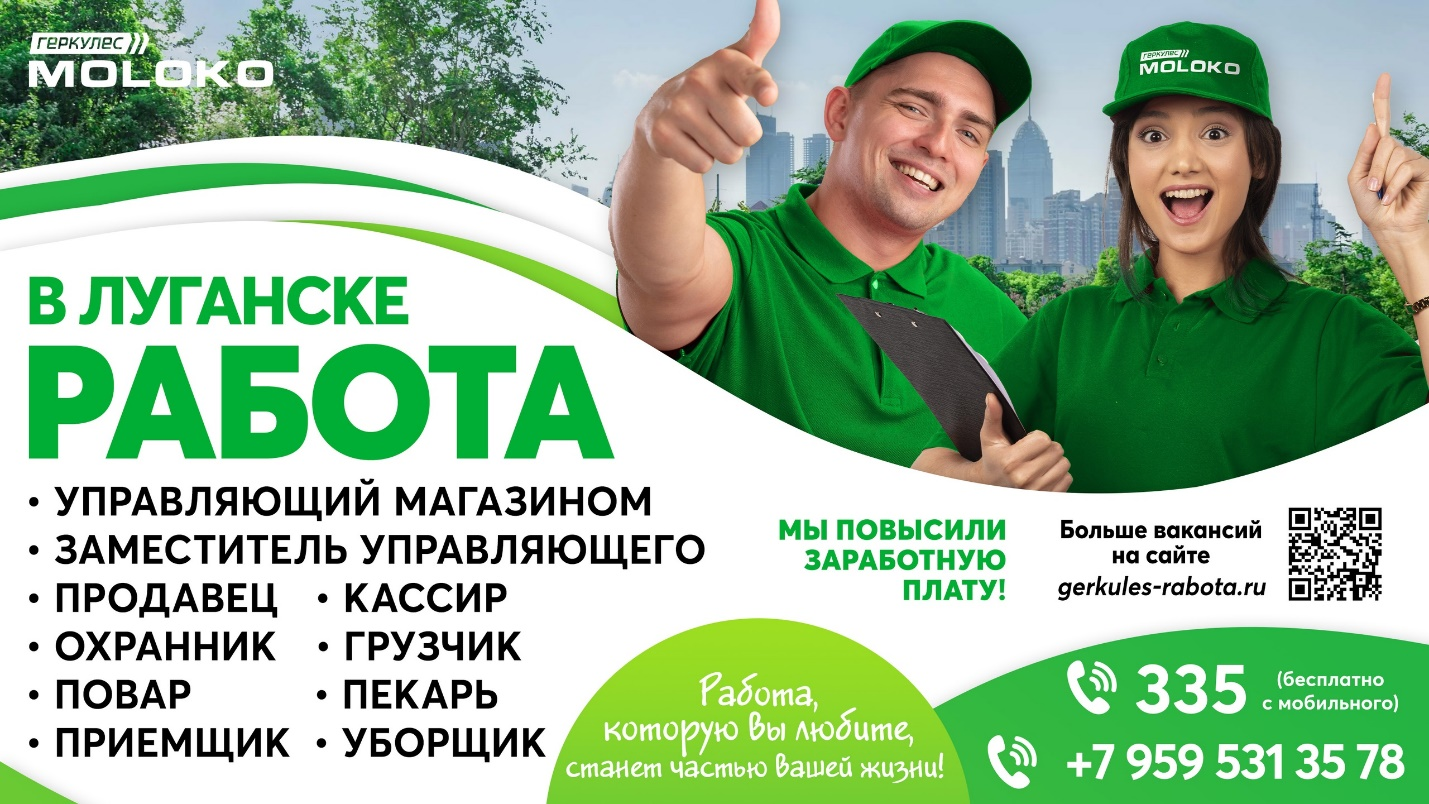 ГЕРКУЛЕС
MOLOKO
ГЕРКУЛЕС
MOLOKO
В ЛУГАНСКЕ
РАБОТА
• УПРАВЛЯЮЩИЙ МАГАЗИНОМ
• ЗАМЕСТИТЕЛЬ УПРАВЛЯЮЩЕГО
• ПРОДАВЕЦ • КАССИР
• ОХРАННИК • ГРУЗЧИК
• ПОВАР • ПЕКАРЬ
• ПРИЕМЩИК • УБОРЩИК
МЫ ПОВЫСИЛИ
ЗАРАБОТНУЮ
ПЛАТУ!
Больше вакансий
на сайте
gerkules-rabota.ru
Работа,
которую вы любите,
станет частью вашей жизни!
335 (бесплатно
с мобильного)
+7 959 531 35 78